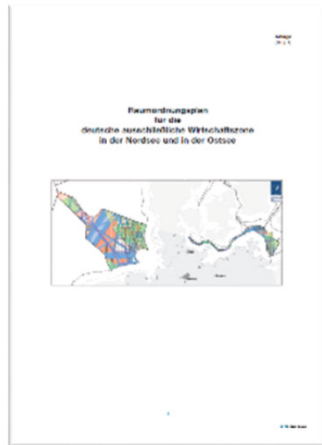 Raumordnungsplan
für die
deutsche ausschließliche Wirtschaftszone
in der Nordsee und in der Ostsee